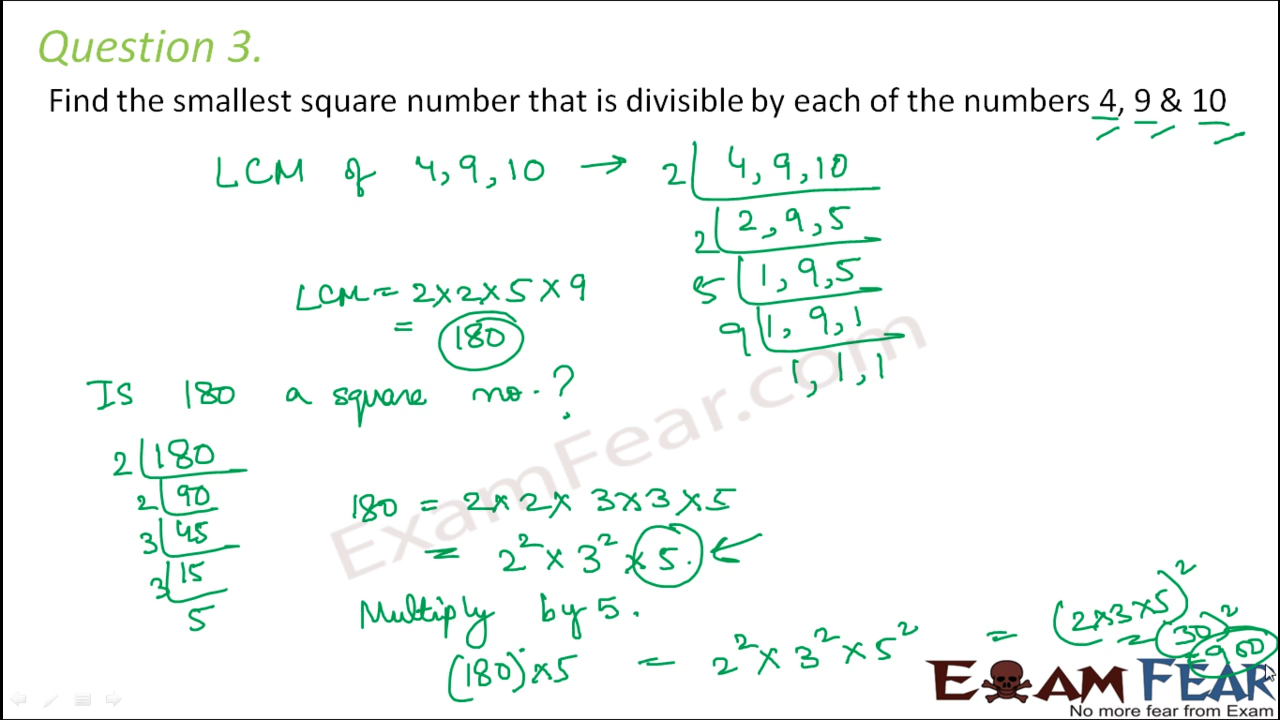 Question 3.
Find the smallest square number that is divisible by each of the numbers 4, 9 & 10
LCM of 4, 9, 10 → 2 | 4, 9, 10
2 | 2, 9, 5
5 | 1, 9, 5
9 | 1, 9, 1
1, 1, 1
LCM = 2×2×5×9
= 180
Is 180 a square no.?
2 | 180
2 | 90
3 | 45
3 | 15
5
180 = 2×2×3×3×5
= 2² × 3² × 5.
Multiply by 5.
(180)×5 = 2² × 3² × 5² = (2×3×5)²
= (30)²
= 900
ExamFear.com
EXAM FEAR
No more fear from Exam